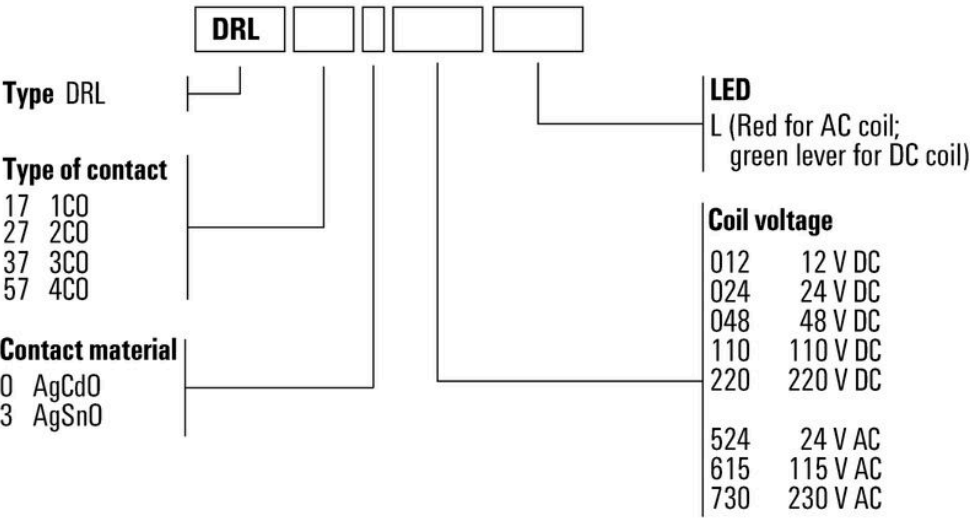 DRL
Type DRL
Type of contact
17 1CO
27 2CO
37 3CO
57 4CO
Contact material
0 AgCdO
3 AgSnO
LED
L (Red for AC coil;
green lever for DC coil)
Coil voltage
012 12 V DC
024 24 V DC
048 48 V DC
110 110 V DC
220 220 V DC
524 24 V AC
615 115 V AC
730 230 V AC